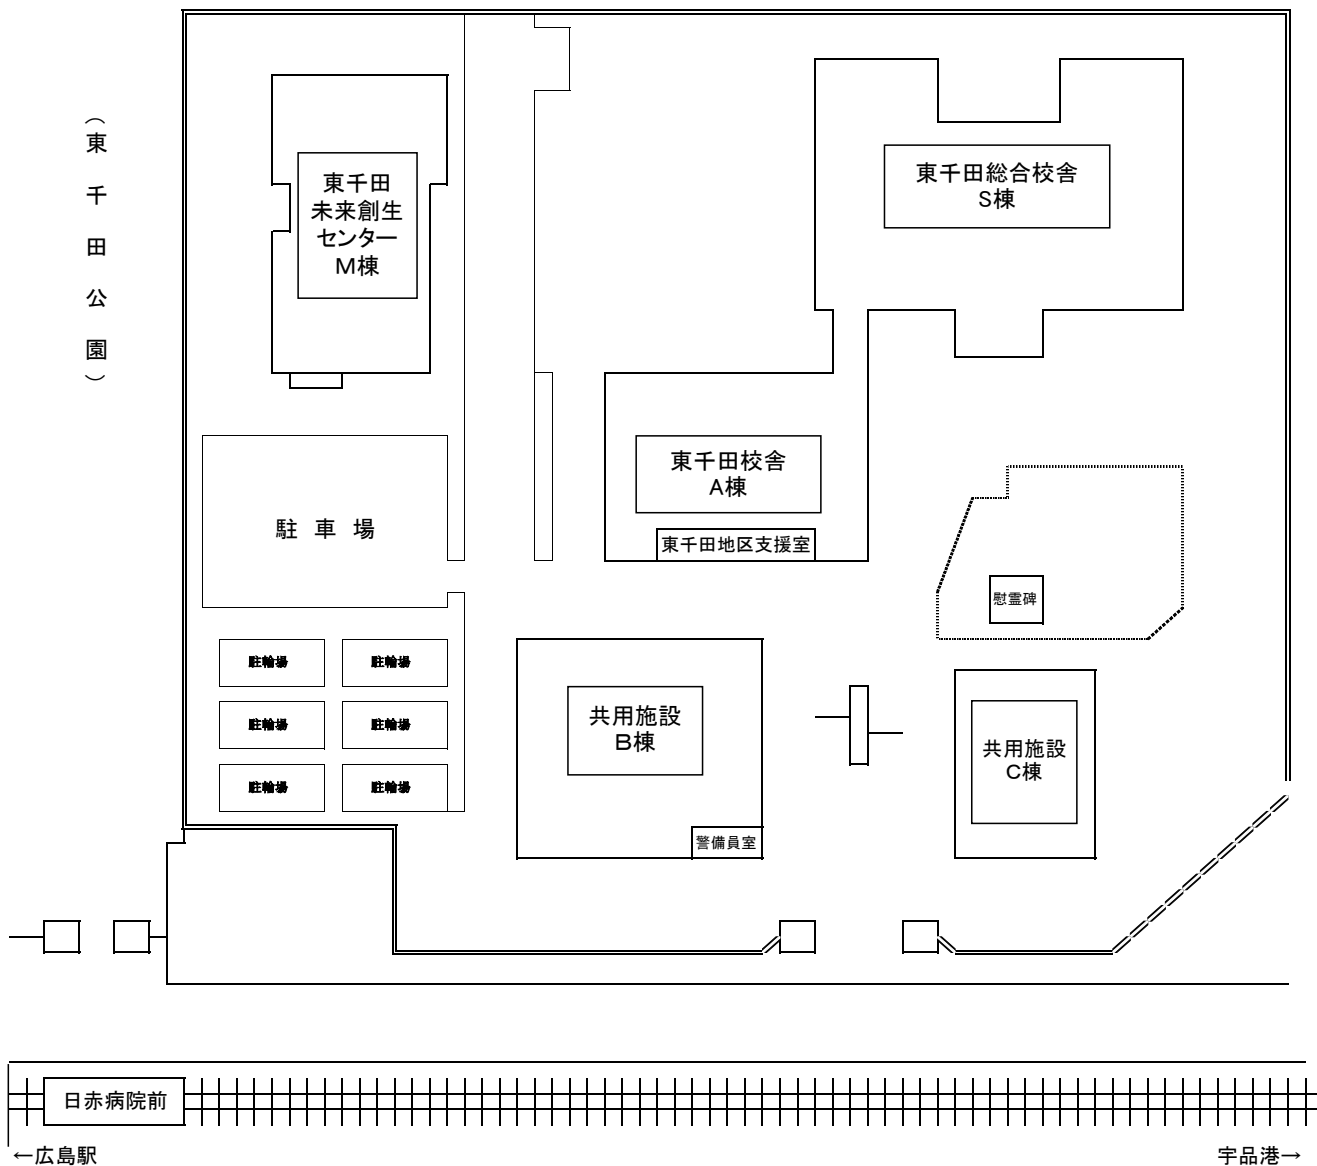 （東千田公園）
東千田
未来創生
センター
M棟
東千田総合校舎
S棟
東千田校舎
A棟
東千田地区支援室
駐 車 場
慰霊碑
駐輪場
駐輪場
駐輪場
駐輪場
駐輪場
駐輪場
共用施設
B棟
警備員室
共用施設
C棟
日赤病院前
←広島駅
宇品港→